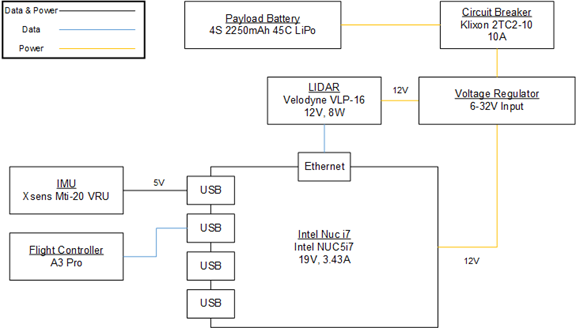 Data & Power
Data
Power
Payload Battery
4S 2250mAh 45C LiPo
Circuit Breaker
Klixon 2TC2-10
10A
LIDAR
Velodyne VLP-16
12V, 8W
12V
Voltage Regulator
6-32V Input
Ethernet
IMU
Xsens Mti-20 VRU
5V
USB
USB
Flight Controller
A3 Pro
Intel Nuc i7
Intel NUC5i7
19V, 3.43A
12V
USB
USB